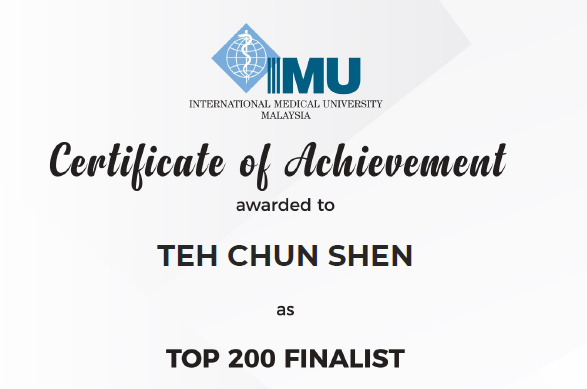 IMU
INTERNATIONAL MEDICAL UNIVERSITY
MALAYSIA
Certificate of Achievement
awarded to
TEH CHUN SHEN
as
TOP 200 FINALIST